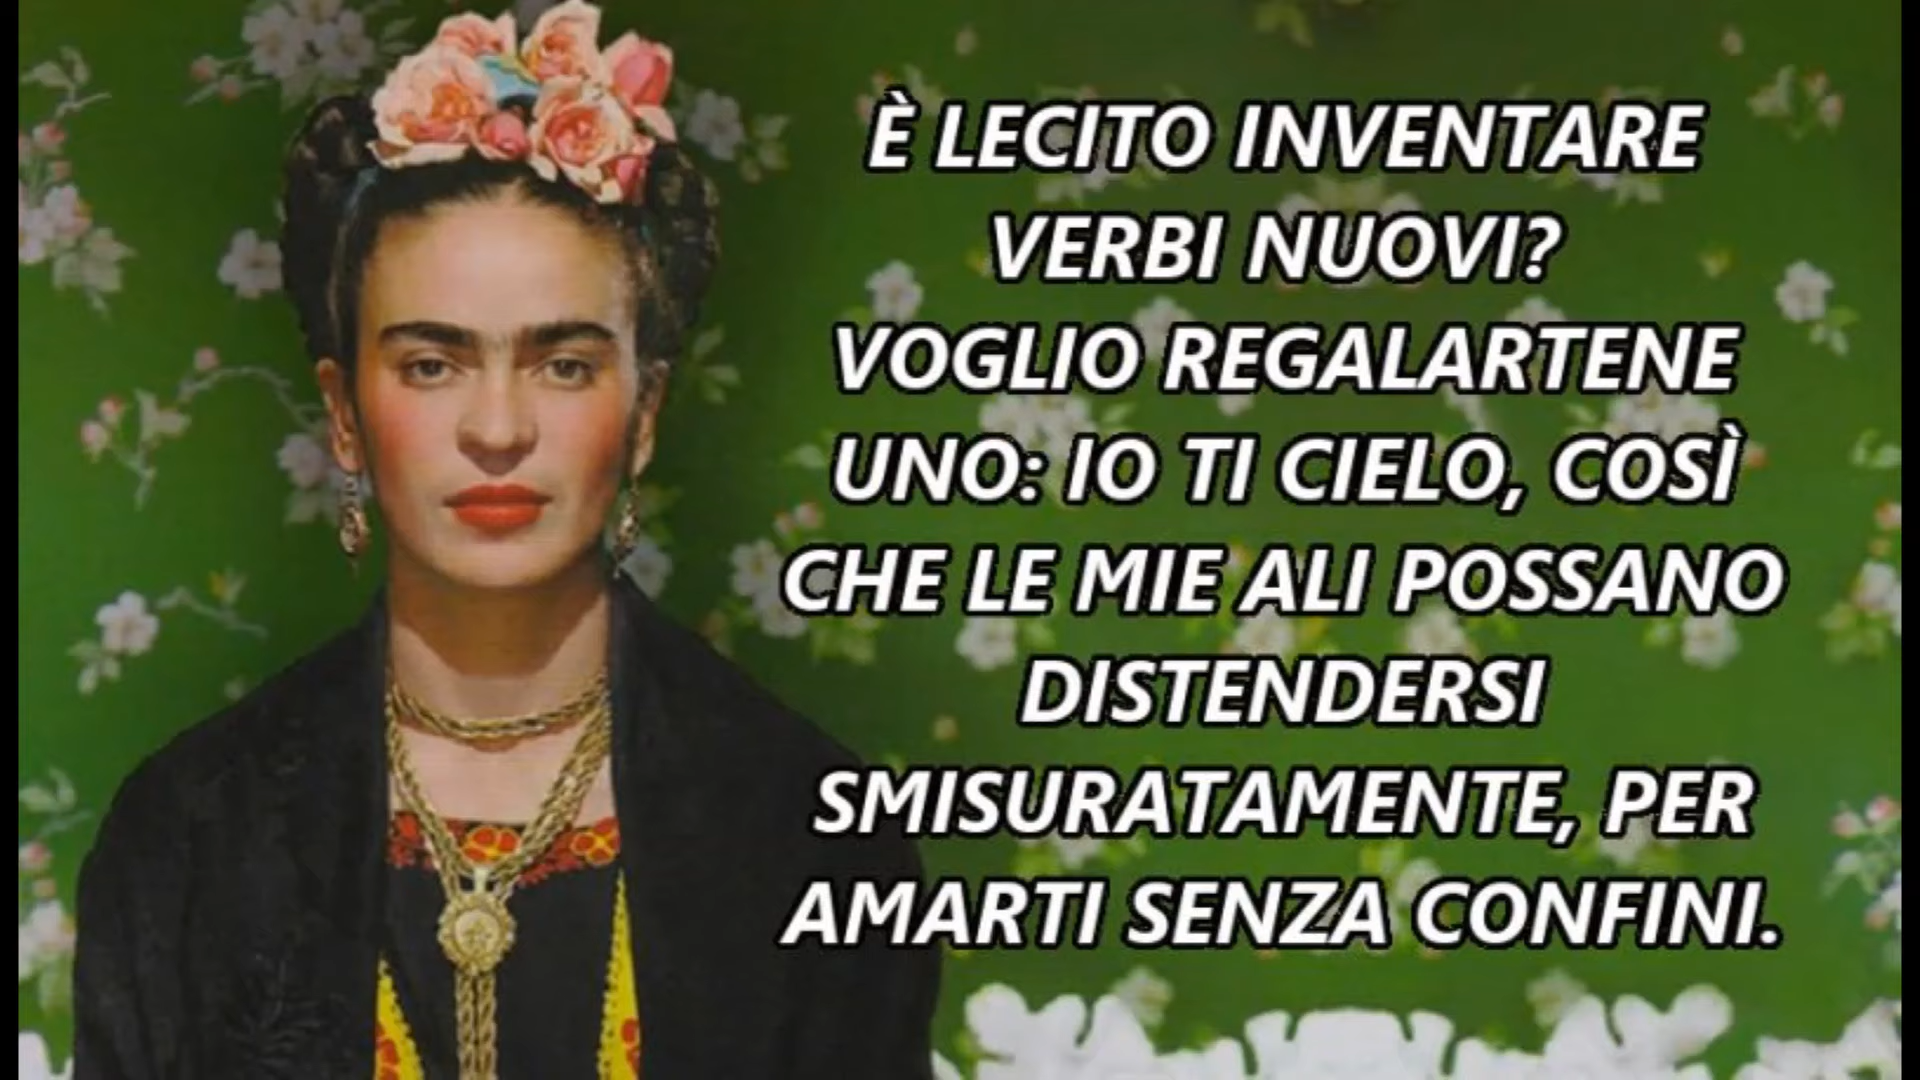 È LECITO INVENTARE
VERBI NUOVI?
VOGLIO REGALARTENE
UNO: IO TI CIELO, COSÌ
CHE LE MIE ALI POSSANO
DISTENDERSI
SMISURATAMENTE, PER
AMARTI SENZA CONFINI.